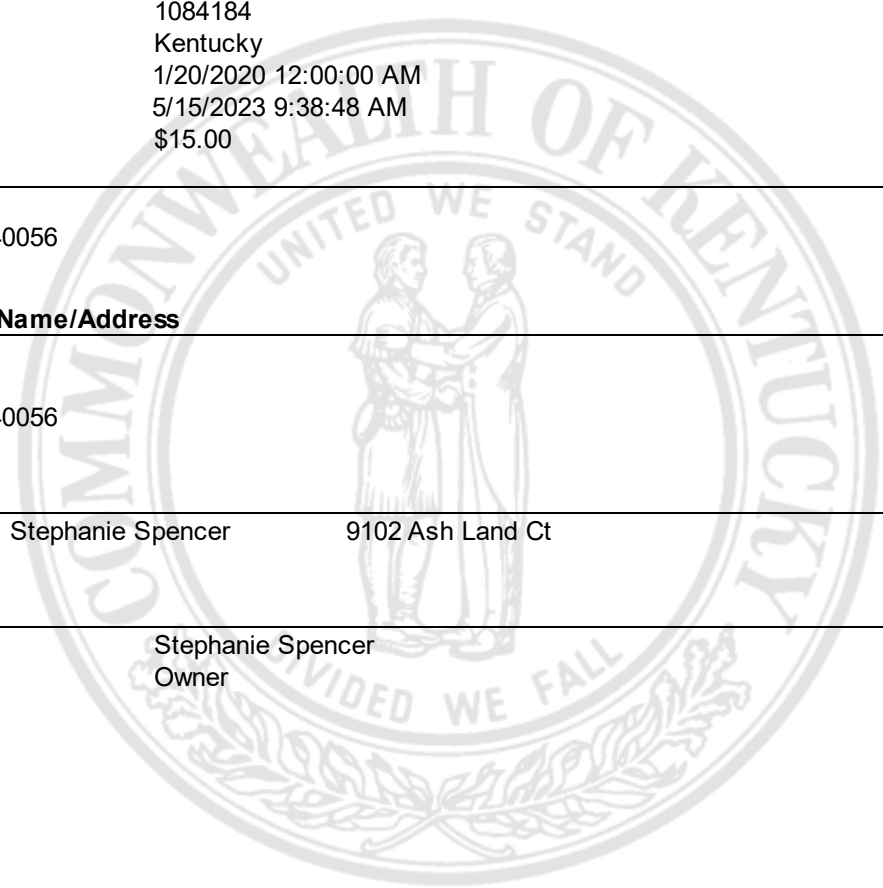 1084184
Kentucky
1/20/2020 12:00:00 AM
5/15/2023 9:38:48 AM
$15.00
COMMONWEALTH OF KENTUCKY
UNITED WE STAND
0056
Name/Address
0056
Stephanie Spencer 9102 Ash Land Ct
Stephanie Spencer
Owner
DIVIDED WE FALL